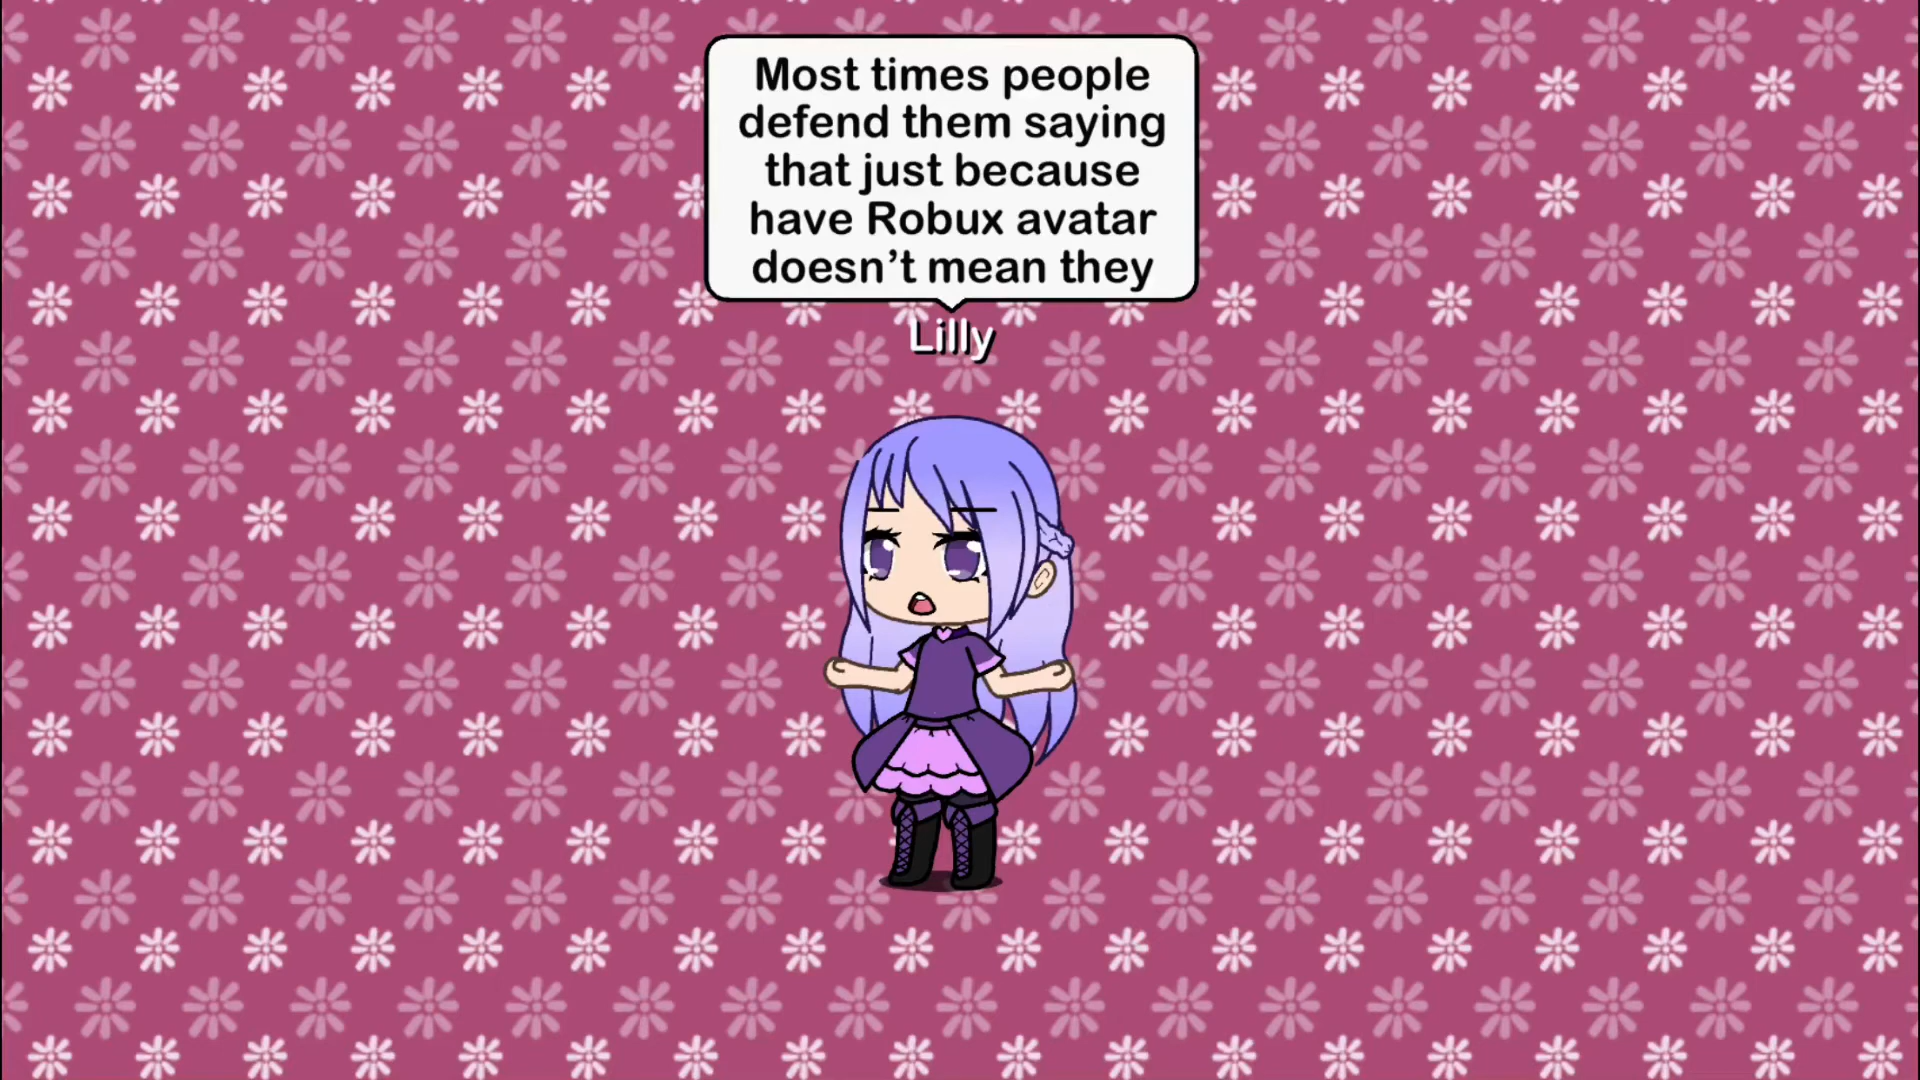 Most times people
defend them saying
that just because
have Robux avatar
doesn’t mean they
Lilly